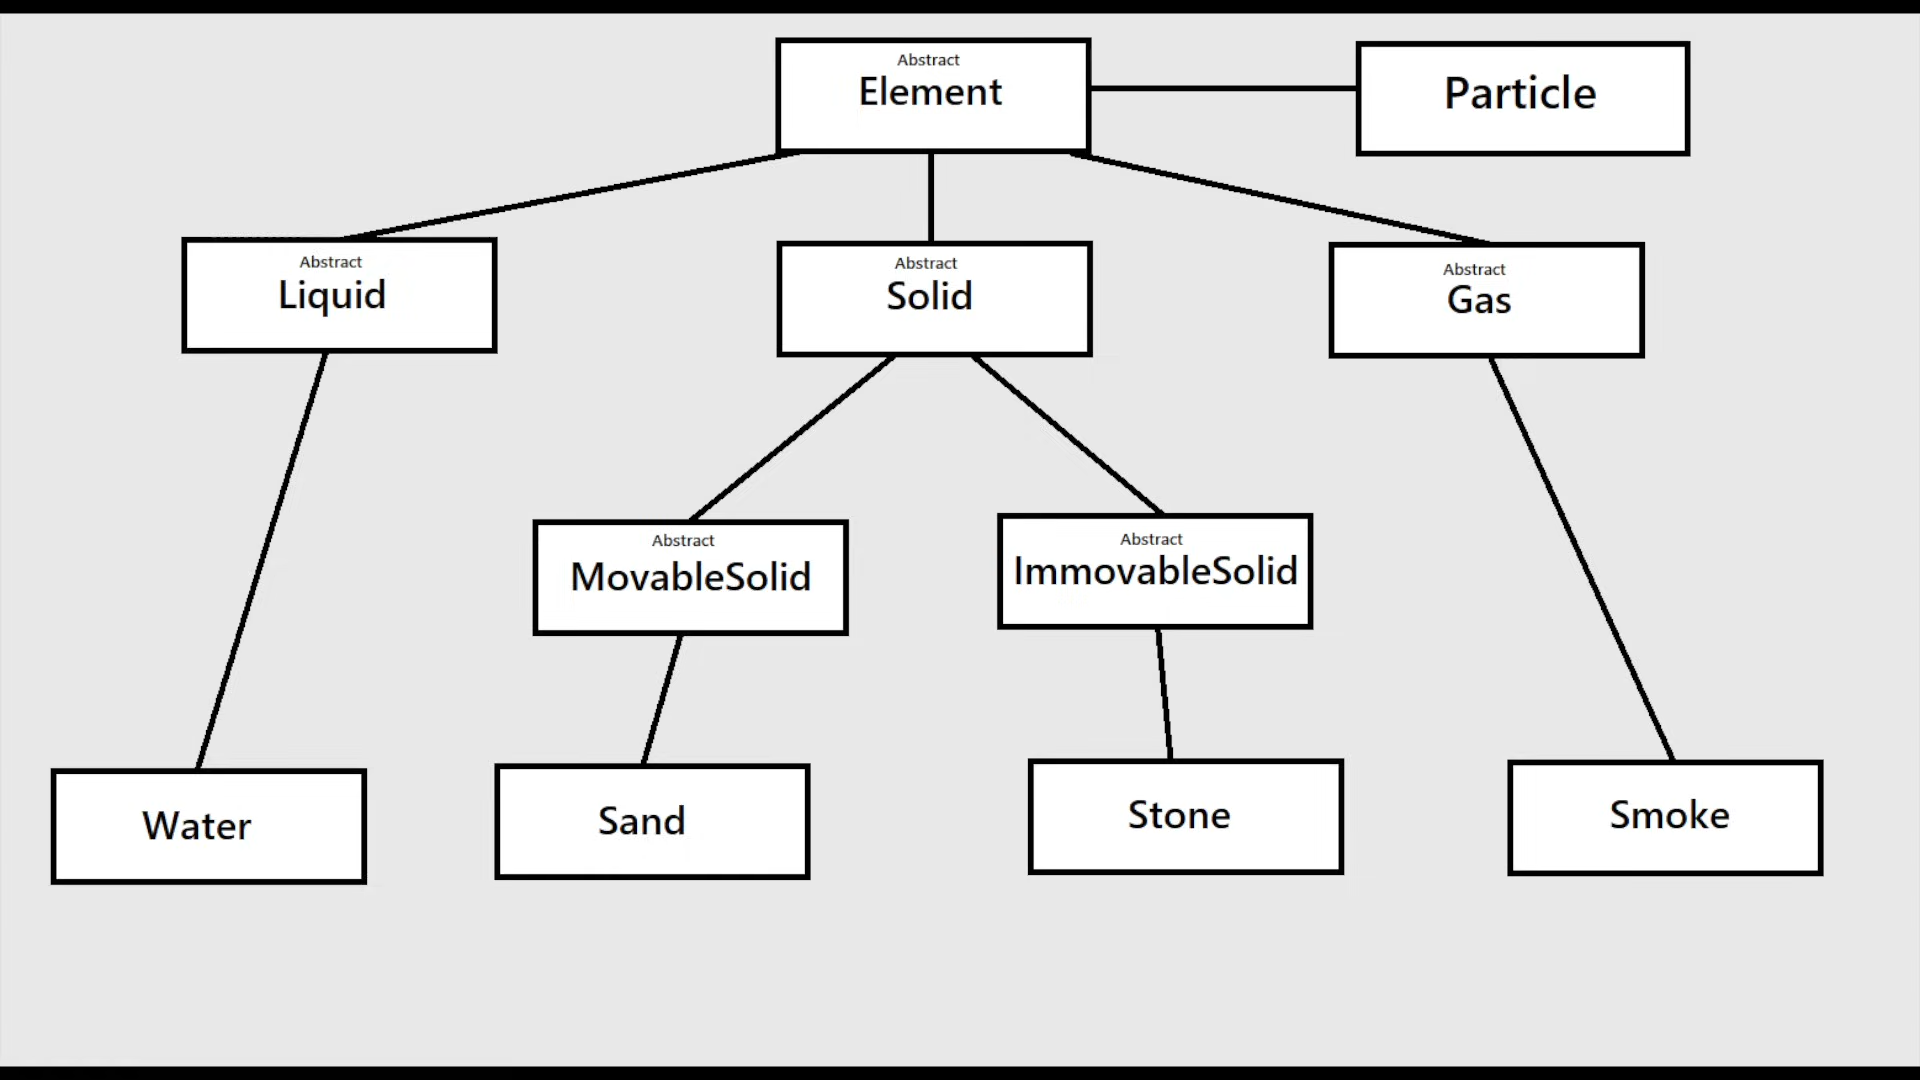 Abstract
Element
Particle
Abstract
Liquid
Abstract
Solid
Abstract
Gas
Abstract
MovableSolid
Abstract
ImmovableSolid
Water
Sand
Stone
Smoke